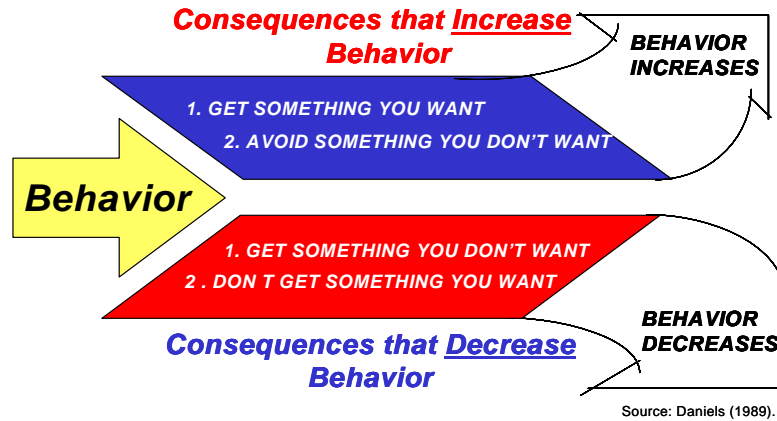 Consequences that Increase
Behavior
BEHAVIOR
INCREASES
1. GET SOMETHING YOU WANT
2. AVOID SOMETHING YOU DON'T WANT
Behavior
1. GET SOMETHING YOU DON'T WANT
2 . DON T GET SOMETHING YOU WANT
BEHAVIOR
DECREASES
Consequences that Decrease
Behavior
Source: Daniels (1989).